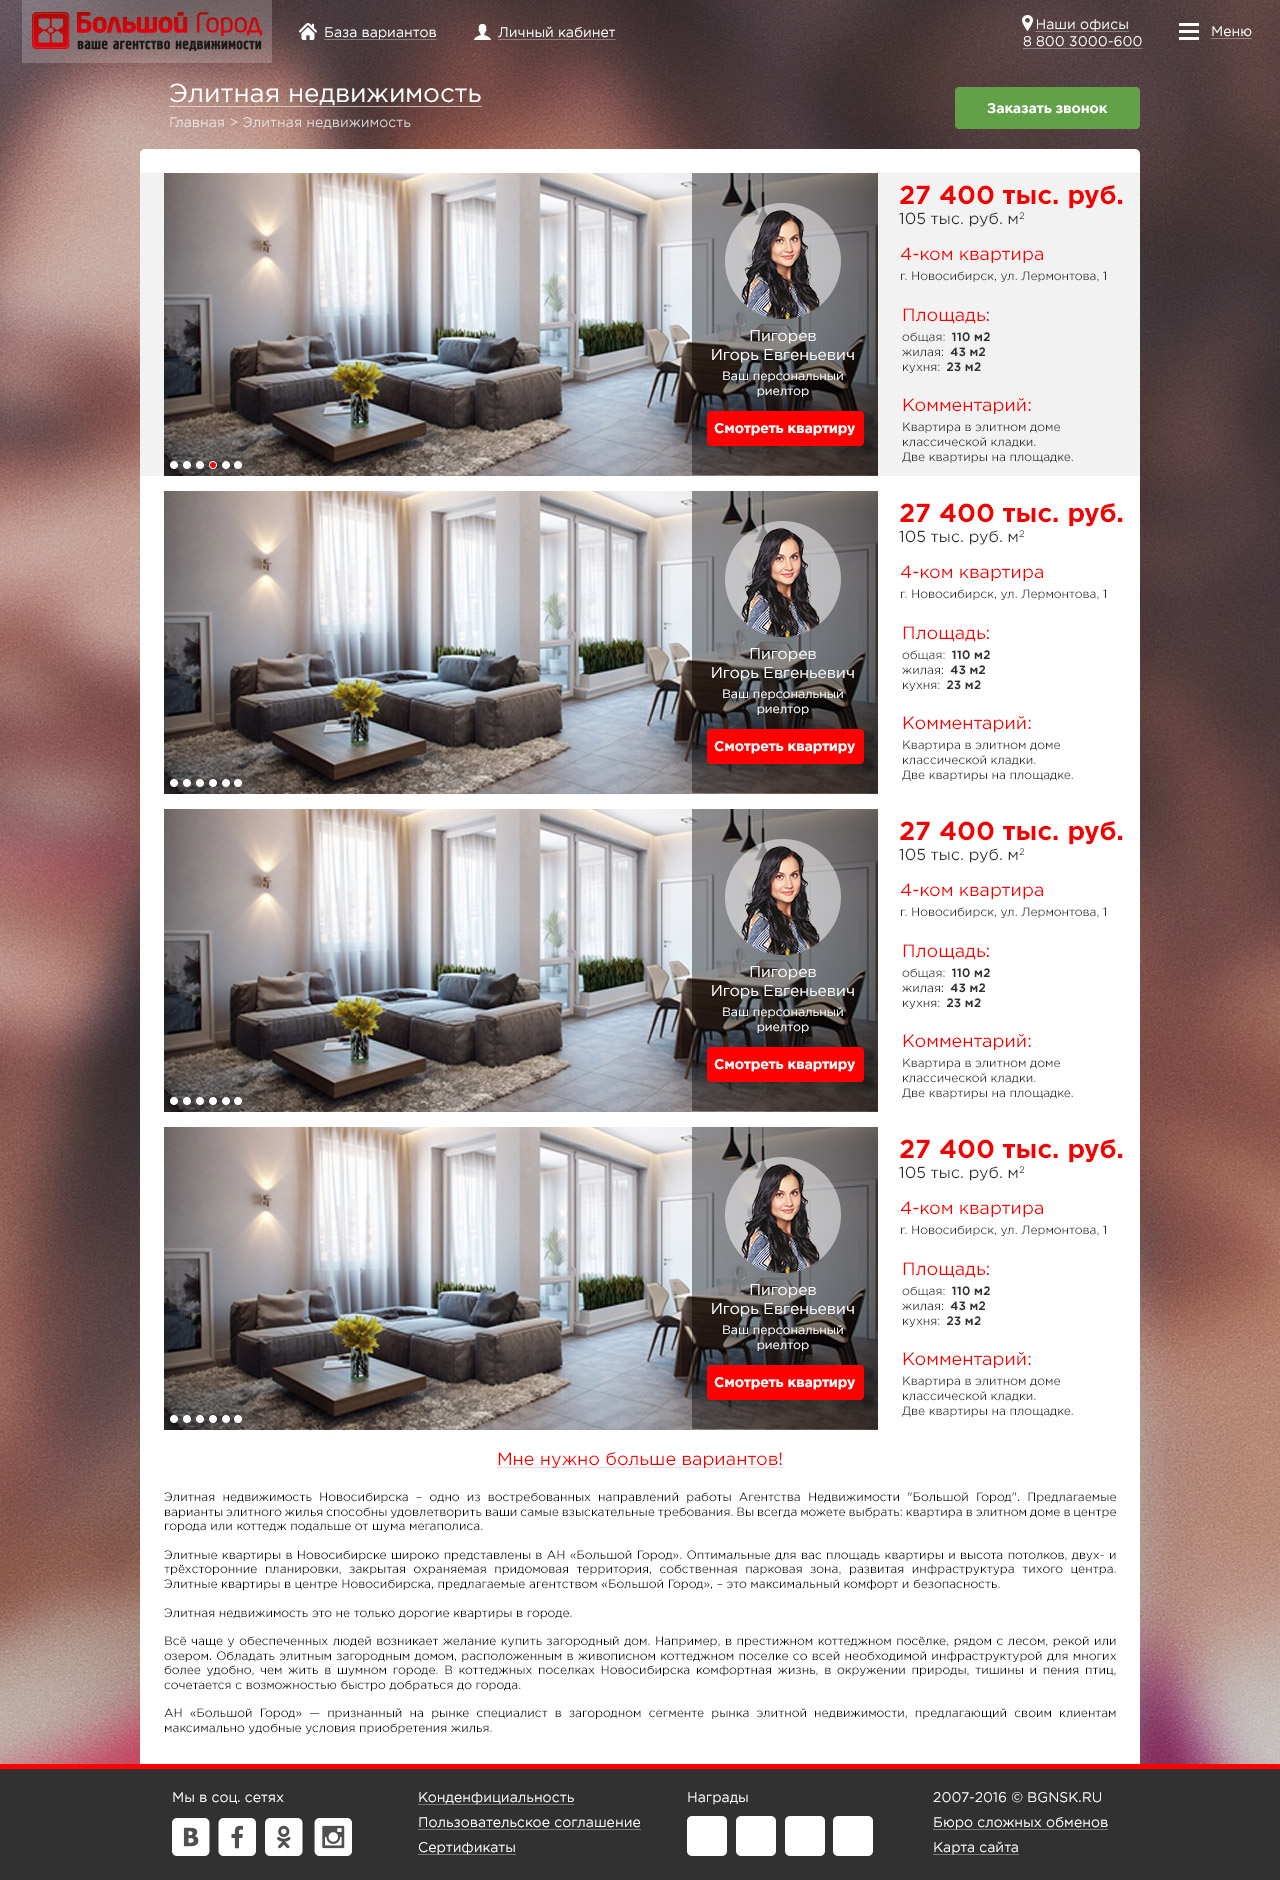 Большой Город
ваше агентство недвижимости
База вариантов
Личный кабинет
Наши офисы
8 800 3000-600
Меню
Элитная недвижимость
Главная > Элитная недвижимость
Заказать звонок
27 400 тыс. руб.
105 тыс. руб. м²
4-ком квартира
г. Новосибирск, ул. Лермонтова, 1
Площадь:
общая: 110 м2
жилая: 43 м2
кухня: 23 м2
Комментарий:
Квартира в элитном доме
классической кладки.
Две квартиры на площадке.
Пигорев
Игорь Евгеньевич
Ваш персональный
риелтор
Смотреть квартиру
27 400 тыс. руб.
105 тыс. руб. м²
4-ком квартира
г. Новосибирск, ул. Лермонтова, 1
Площадь:
общая: 110 м2
жилая: 43 м2
кухня: 23 м2
Комментарий:
Квартира в элитном доме
классической кладки.
Две квартиры на площадке.
Пигорев
Игорь Евгеньевич
Ваш персональный
риелтор
Смотреть квартиру
27 400 тыс. руб.
105 тыс. руб. м²
4-ком квартира
г. Новосибирск, ул. Лермонтова, 1
Площадь:
общая: 110 м2
жилая: 43 м2
кухня: 23 м2
Комментарий:
Квартира в элитном доме
классической кладки.
Две квартиры на площадке.
Пигорев
Игорь Евгеньевич
Ваш персональный
риелтор
Смотреть квартиру
27 400 тыс. руб.
105 тыс. руб. м²
4-ком квартира
г. Новосибирск, ул. Лермонтова, 1
Площадь:
общая: 110 м2
жилая: 43 м2
кухня: 23 м2
Комментарий:
Квартира в элитном доме
классической кладки.
Две квартиры на площадке.
Пигорев
Игорь Евгеньевич
Ваш персональный
риелтор
Смотреть квартиру
Мне нужно больше вариантов!
Элитная недвижимость Новосибирска – одно из востребованных направлений работы Агентства Недвижимости "Большой Город". Предлагаемые
варианты элитного жилья способны удовлетворить ваши самые взыскательные требования. Вы всегда можете выбрать: квартира в элитном доме в центре
города или коттедж подальше от шума мегаполиса.
Элитные квартиры в Новосибирске широко представлены в АН «Большой Город». Оптимальные для вас площадь квартиры и высота потолков, двух- и
трёхсторонние планировки, закрытая охраняемая придомовая территория, собственная парковая зона, развитая инфраструктура тихого центра.
Элитные квартиры в центре Новосибирска, предлагаемые агентством «Большой Город», – это максимальный комфорт и безопасность.
Элитная недвижимость это не только дорогие квартиры в городе.
Всё чаще у обеспеченных людей возникает желание купить загородный дом. Например, в престижном коттеджном посёлке, рядом с лесом, рекой или
озером. Обладать элитным загородным домом, расположенным в живописном коттеджном поселке со всей необходимой инфраструктурой для многих
более удобно, чем жить в шумном городе. В коттеджных поселках Новосибирска комфортная жизнь, в окружении природы, тишины и пения птиц,
сочетается с возможностью быстро добраться до города.
АН «Большой Город» — признанный на рынке специалист в загородном сегменте рынка элитной недвижимости, предлагающий своим клиентам
максимально удобные условия приобретения жилья.
Мы в соц. сетях
Конденфициальность
Пользовательское соглашение
Сертификаты
Награды
2007-2016 © BGNSK.RU
Бюро сложных обменов
Карта сайта